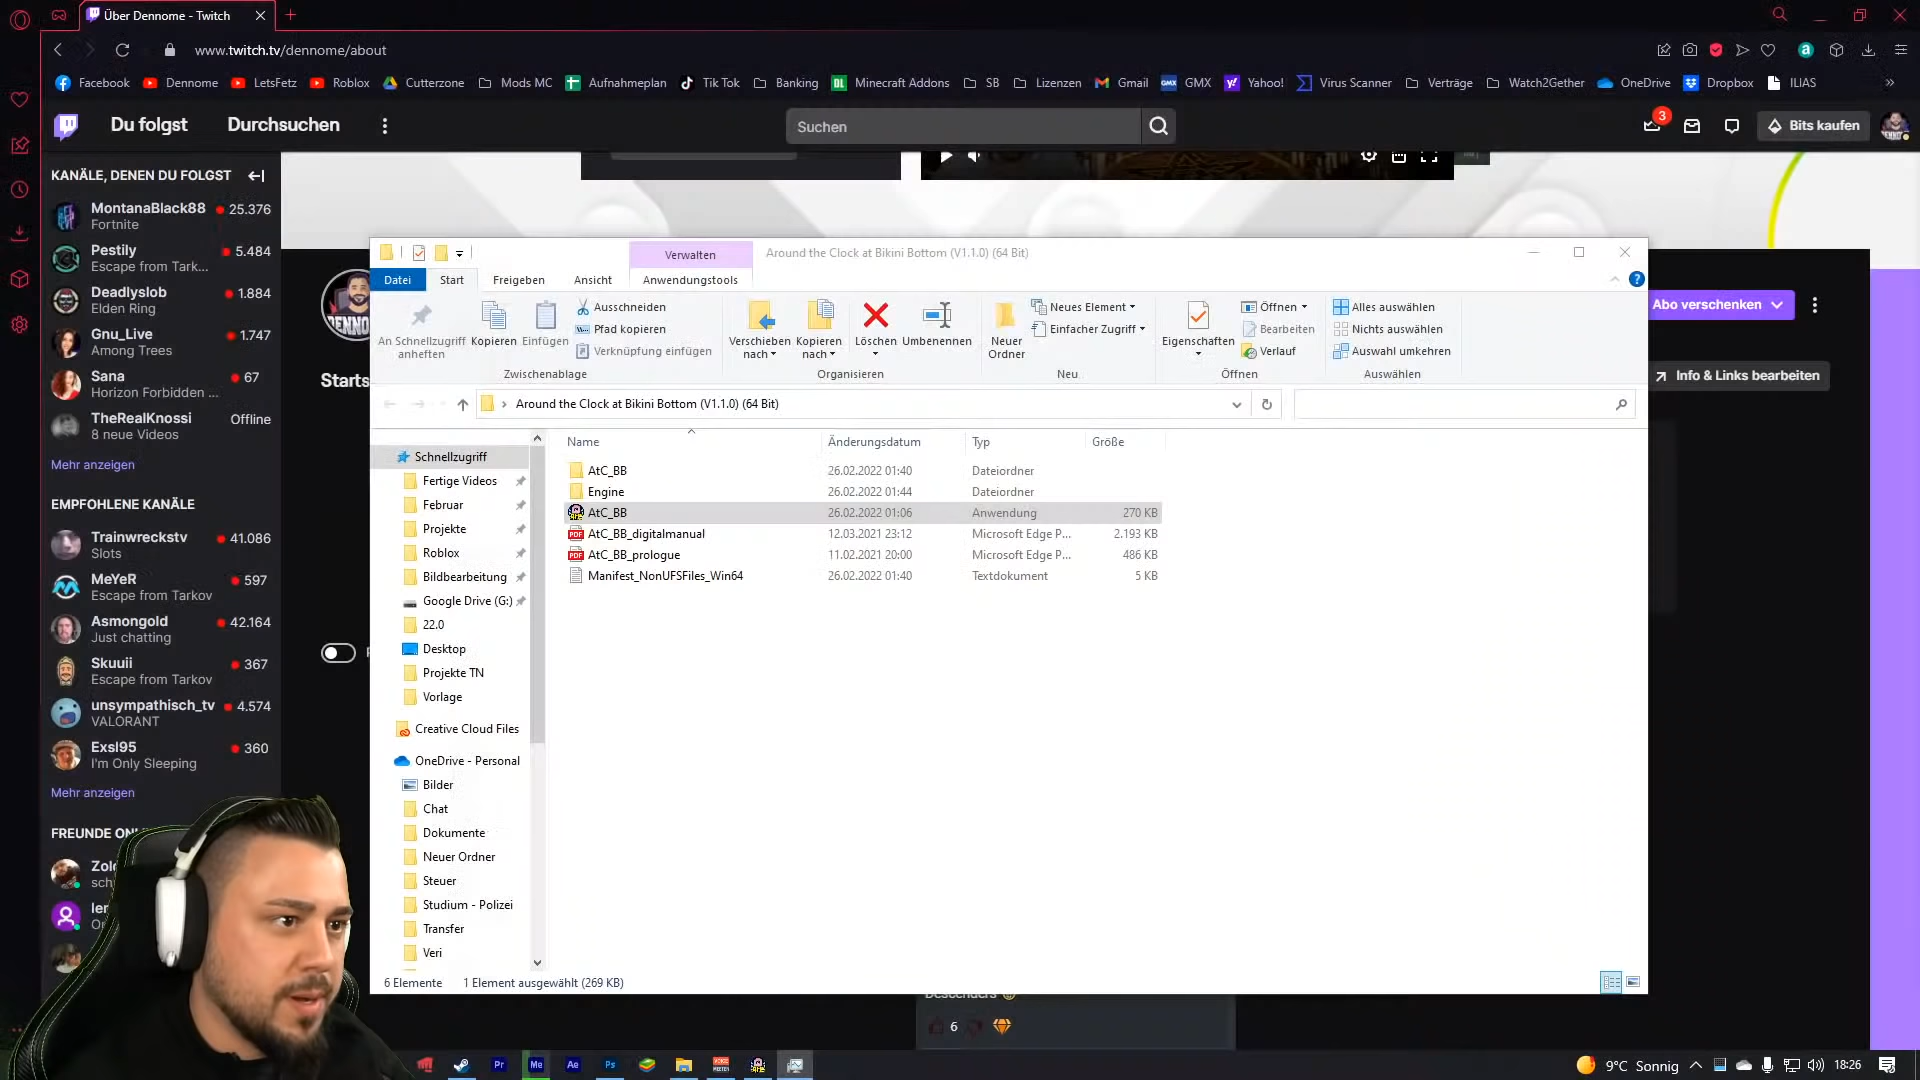 Über Dennome - Twitch
www.twitch.tv/dennome/about
Facebook Dennome LetsFetz Roblox Cutterzone Mods MC Aufnahmeplan Tik Tok Banking Minecraft Addons SB Lizenzen Gmail GMX Yahoo! Virus Scanner Verträge Watch2Gether OneDrive Dropbox ILIAS
Du folgst Durchsuchen Suchen 3 Bits kaufen
KANÄLE, DENEN DU FOLGST
MontanaBlack88 25.376
Fortnite
Pestily 5.484
Escape from Tark...
Deadlyslob 1.884
Elden Ring
Gnu_Live 1.747
Among Trees
Sana 67
Horizon Forbidden ...
TheRealKnossi Offline
8 neue Videos
Mehr anzeigen
EMPFOHLENE KANÄLE
Trainwreckstv 41.086
Slots
MeYeR 597
Escape from Tarkov
Asmongold 42.164
Just chatting
Skuuii 367
Escape from Tarkov
unsympathisch_tv 4.574
VALORANT
Exsl95 360
I'm Only Sleeping
Mehr anzeigen
FREUNDE ON
Starts
Abo verschenken
Info & Links bearbeiten
Verwalten Around the Clock at Bikini Bottom (V1.1.0) (64 Bit)
Datei Start Freigeben Ansicht Anwendungstools
An Schnellzugriff anheften
Kopieren
Einfügen
Ausschneiden
Pfad kopieren
Verknüpfung einfügen
Zwischenablage
Verschieben nach
Kopieren nach
Löschen
Umbenennen
Organisieren
Neuer Ordner
Neues Element
Einfacher Zugriff
Neu
Eigenschaften
Öffnen
Bearbeiten
Verlauf
Öffnen
Alles auswählen
Nichts auswählen
Auswahl umkehren
Auswählen
Around the Clock at Bikini Bottom (V1.1.0) (64 Bit)
Schnellzugriff
Fertige Videos
Februar
Projekte
Roblox
Bildbearbeitung
Google Drive (G:)
22.0
Desktop
Projekte TN
Vorlage
Creative Cloud Files
OneDrive - Personal
Bilder
Chat
Dokumente
Neuer Ordner
Steuer
Studium - Polizei
Transfer
Veri
Name Änderungsdatum Typ Größe
AtC_BB 26.02.2022 01:40 Dateiordner
Engine 26.02.2022 01:44 Dateiordner
AtC_BB 26.02.2022 01:06 Anwendung 270 KB
AtC_BB_digitalmanual 12.03.2021 23:12 Microsoft Edge P... 2.193 KB
AtC_BB_prologue 11.02.2021 20:00 Microsoft Edge P... 486 KB
Manifest_NonUFSFiles_Win64 26.02.2022 01:40 Textdokument 5 KB
6 Elemente 1 Element ausgewählt (269 KB)
6
Pr Me Ae Ps
9°C Sonnig 18:26